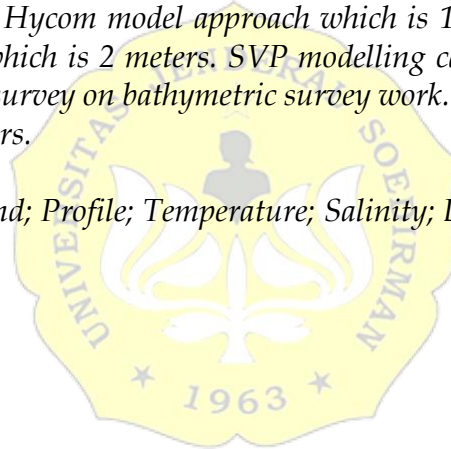 Hycom model approach which is 1
which is 2 meters. SVP modelling c
survey on bathymetric survey work.
rs.
nd; Profile; Temperature; Salinity; D
UNIVERSITAS JENDERAL SOEDIRMAN
1963